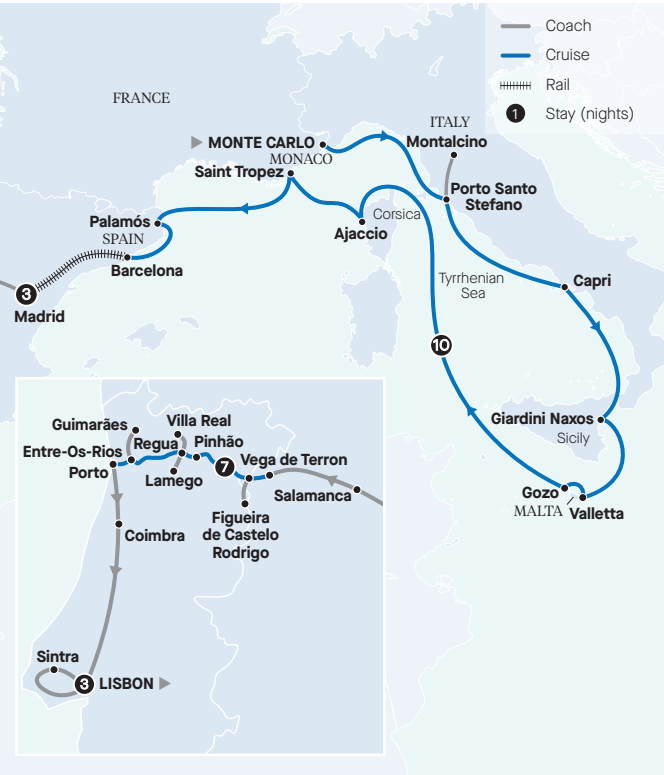 Coach
Cruise
Rail
1
Stay (nights)
FRANCE
ITALY
MONTE CARLO
Montalcino
MONACO
Saint Tropez
Porto Santo
Stefano
Corsica
Palamós
SPAIN
Ajaccio
Barcelona
Tyrrhenian
Sea
Capri
3
Madrid
10
Giardini Naxos
Sicily
Gozo
MALTA
Valletta
Guimarães
Villa Real
Entre-Os-Rios
Regua
Pinhão
Porto
7
Vega de Terron
Lamego
Salamanca
Figueira
de Castelo
Rodrigo
Coimbra
Sintra
3
LISBON